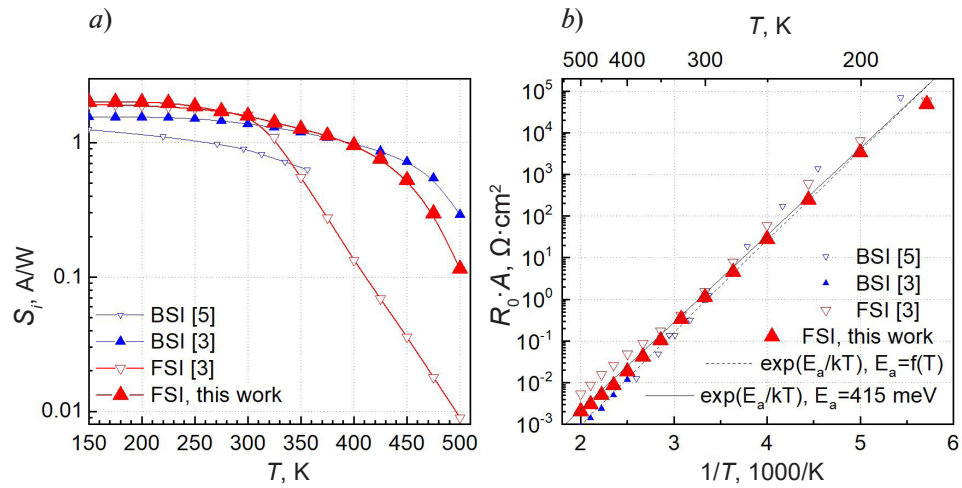 a)
S_i, A/W
1
0.1
0.01
BSI [5]
BSI [3]
FSI [3]
FSI, this work
150 200 250 300 350 400 450 500
T, K
b)
T, K
500 400 300 200
R_0·A, Ω·cm^2
10^5
10^4
10^3
10^2
10^1
10^0
10^-1
10^-2
10^-3
BSI [5]
BSI [3]
FSI [3]
FSI, this work
exp(E_a/kT), E_a=f(T)
exp(E_a/kT), E_a=415 meV
2 3 4 5
1/T, 1000/K